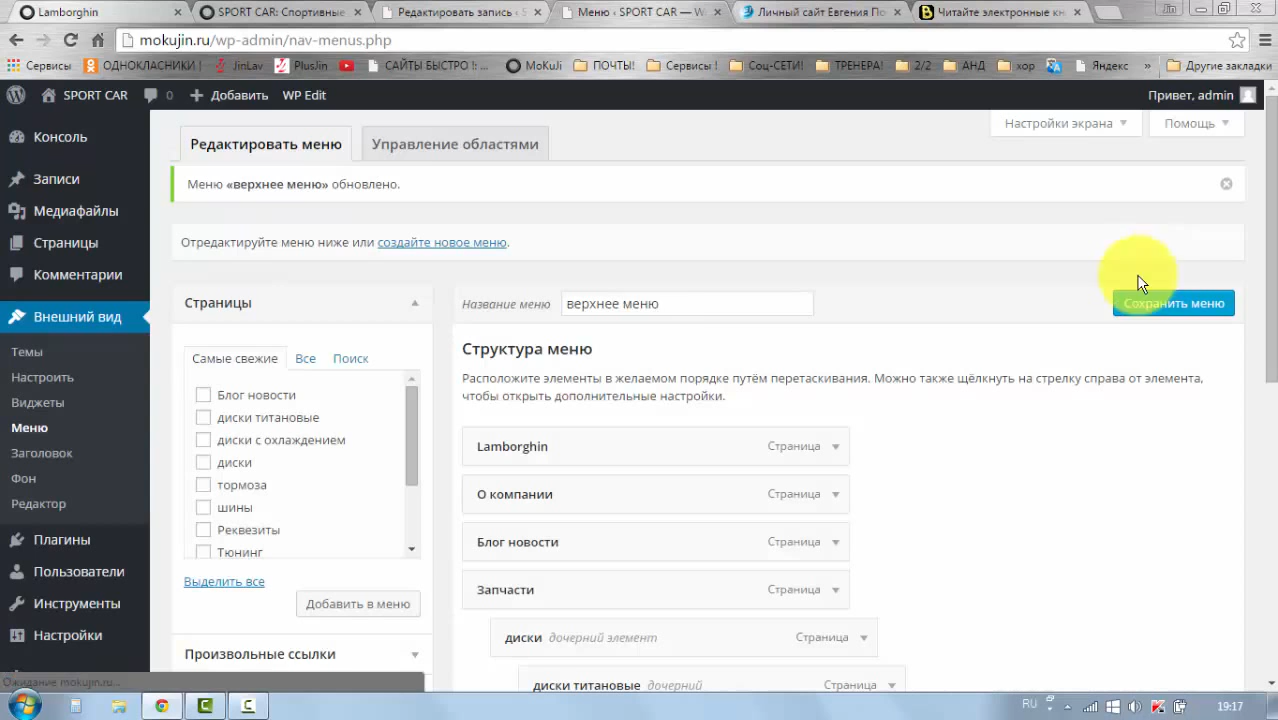 Lamborghin
SPORT CAR: Спортивные
Редактировать запись ‹ S
Меню ‹ SPORT CAR — W
Личный сайт Евгения По
Читайте электронные кн
Jin
mokujin.ru/wp-admin/nav-menus.php
Сервисы
ОДНОКЛАСНИКИ !
JinLav
PlusJin
САЙТЫ БЫСТРО !: ..
MoKuJi
ПОЧТЫ!
Сервисы !
Соц-СЕТИ!
ТРЕНЕРА!
2/2
АНД
хор
Яндекс
»
Другие закладки
SPORT CAR
0
Добавить
WP Edit
Привет, admin
Консоль
Записи
Медиафайлы
Страницы
Комментарии
Внешний вид
Темы
Настроить
Виджеты
Меню
Заголовок
Фон
Редактор
Плагины
Пользователи
Инструменты
Настройки
Ожидание mokujin.ru...
Настройки экрана
Помощь
Редактировать меню
Управление областями
Меню «верхнее меню» обновлено.
Отредактируйте меню ниже или создайте новое меню.
Страницы
Самые свежие
Все
Поиск
Блог новости
диски титановые
диски с охлаждением
диски
тормоза
шины
Реквезиты
Тюнинг
Выделить все
Добавить в меню
Произвольные ссылки
Название меню
верхнее меню
Сохранить меню
Структура меню
Расположите элементы в желаемом порядке путём перетаскивания. Можно также щёлкнуть на стрелку справа от элемента,
чтобы открыть дополнительные настройки.
Lamborghin Страница
О компании Страница
Блог новости Страница
Запчасти Страница
диски дочерний элемент Страница
диски титановые дочерний Страница
RU
19:17